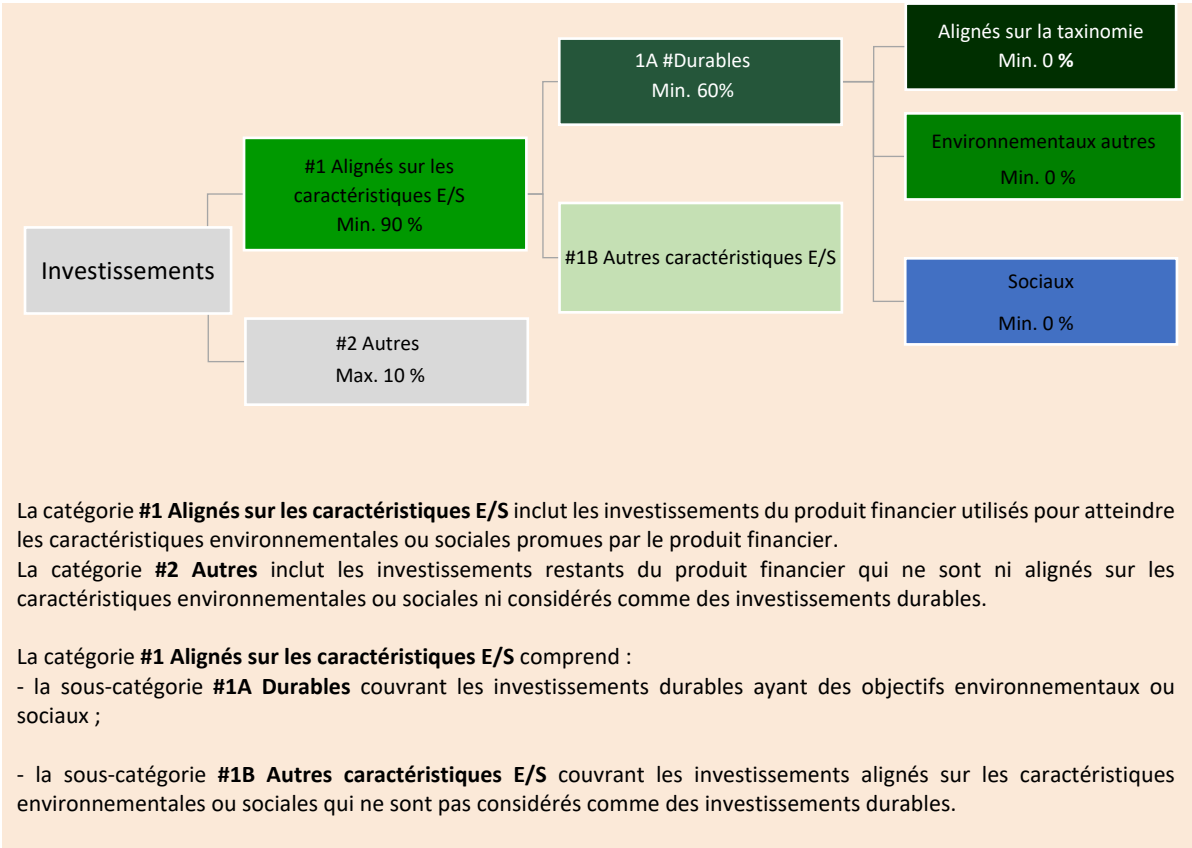 Alignés sur la taxinomie
Min. 0 %
1A #Durables
Min. 60%
Environnementaux autres
Min. 0 %
#1 Alignés sur les
caractéristiques E/S
Min. 90 %
#1B Autres caractéristiques E/S
Investissements
Sociaux
Min. 0 %
#2 Autres
Max. 10 %
La catégorie #1 Alignés sur les caractéristiques E/S inclut les investissements du produit financier utilisés pour atteindre
les caractéristiques environnementales ou sociales promues par le produit financier.
La catégorie #2 Autres inclut les investissements restants du produit financier qui ne sont ni alignés sur les
caractéristiques environnementales ou sociales ni considérés comme des investissements durables.
La catégorie #1 Alignés sur les caractéristiques E/S comprend :
- la sous-catégorie #1A Durables couvrant les investissements durables ayant des objectifs environnementaux ou
sociaux ;
- la sous-catégorie #1B Autres caractéristiques E/S couvrant les investissements alignés sur les caractéristiques
environnementales ou sociales qui ne sont pas considérés comme des investissements durables.